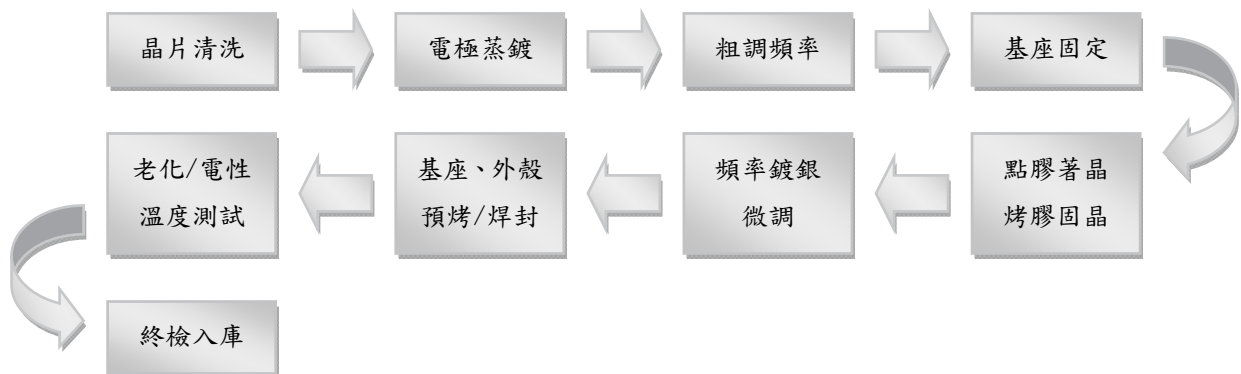 晶片清洗
電極蒸鍍
粗調頻率
基座固定
點膠著晶
烤膠固晶
頻率鍍銀
微調
基座、外殼
預烤/焊封
老化/電性
溫度測試
終檢入庫